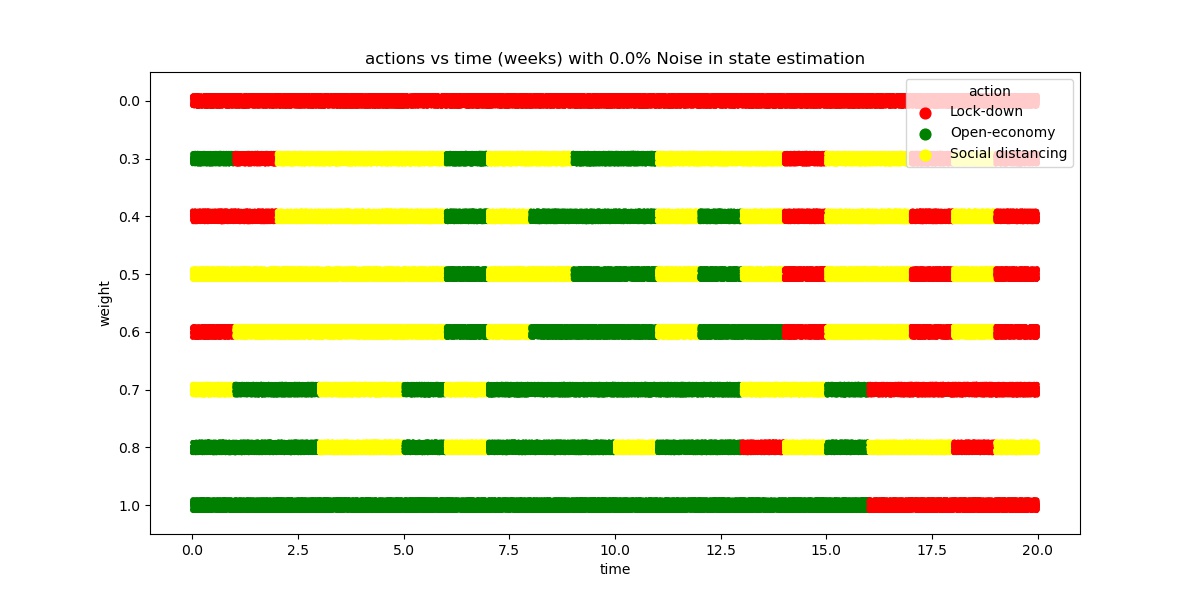 actions vs time (weeks) with 0.0% Noise in state estimation
action
Lock-down
Open-economy
Social distancing
weight
0.0
0.3
0.4
0.5
0.6
0.7
0.8
1.0
0.0 2.5 5.0 7.5 10.0 12.5 15.0 17.5 20.0
time